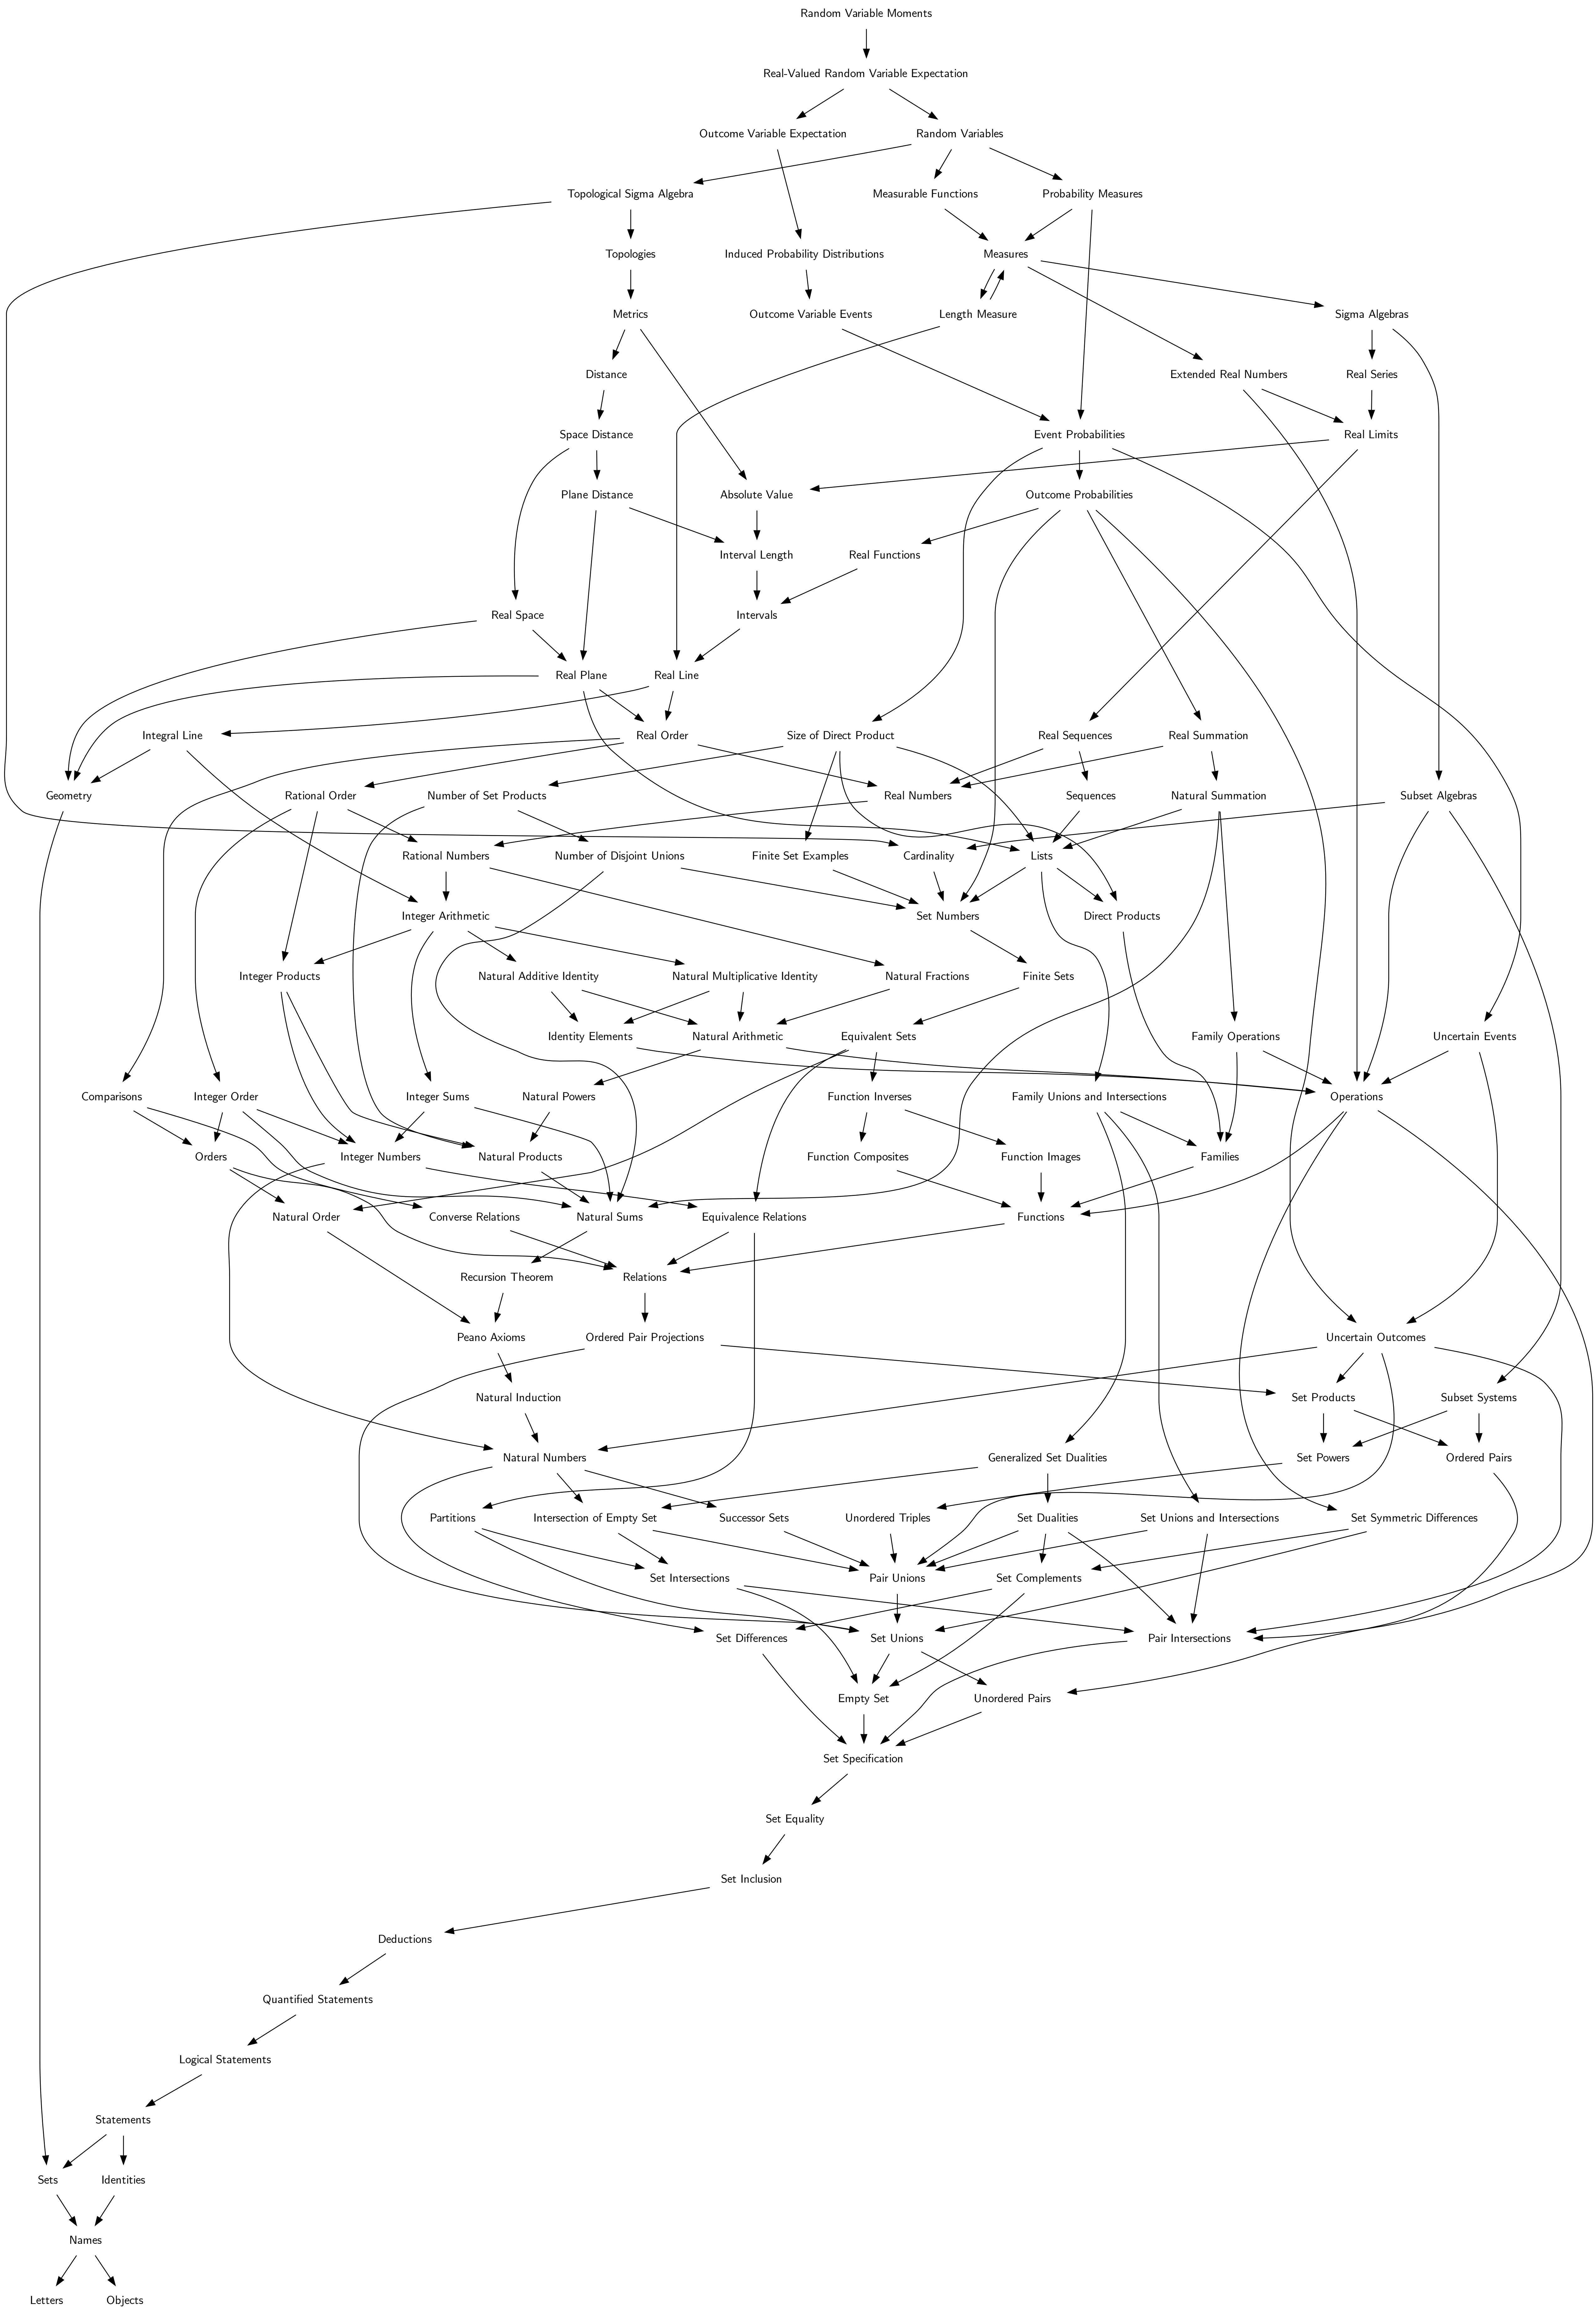 Random Variable Moments
Real-Valued Random Variable Expectation
Outcome Variable Expectation
Random Variables
Topological Sigma Algebra
Measurable Functions
Probability Measures
Topologies
Induced Probability Distributions
Measures
Metrics
Outcome Variable Events
Length Measure
Sigma Algebras
Distance
Extended Real Numbers
Real Series
Space Distance
Event Probabilities
Real Limits
Plane Distance
Absolute Value
Outcome Probabilities
Interval Length
Real Functions
Real Space
Intervals
Real Plane
Real Line
Integral Line
Real Order
Size of Direct Product
Real Sequences
Real Summation
Geometry
Rational Order
Number of Set Products
Real Numbers
Sequences
Natural Summation
Subset Algebras
Rational Numbers
Number of Disjoint Unions
Finite Set Examples
Cardinality
Lists
Integer Arithmetic
Set Numbers
Direct Products
Integer Products
Natural Additive Identity
Natural Multiplicative Identity
Natural Fractions
Finite Sets
Identity Elements
Natural Arithmetic
Equivalent Sets
Family Operations
Uncertain Events
Comparisons
Integer Order
Integer Sums
Natural Powers
Function Inverses
Family Unions and Intersections
Operations
Orders
Integer Numbers
Natural Products
Function Composites
Function Images
Families
Natural Order
Converse Relations
Natural Sums
Equivalence Relations
Functions
Recursion Theorem
Relations
Peano Axioms
Ordered Pair Projections
Uncertain Outcomes
Natural Induction
Set Products
Subset Systems
Natural Numbers
Generalized Set Dualities
Set Powers
Ordered Pairs
Partitions
Intersection of Empty Set
Successor Sets
Unordered Triples
Set Dualities
Set Unions and Intersections
Set Symmetric Differences
Set Intersections
Pair Unions
Set Complements
Set Differences
Set Unions
Pair Intersections
Empty Set
Unordered Pairs
Set Specification
Set Equality
Set Inclusion
Deductions
Quantified Statements
Logical Statements
Statements
Sets
Identities
Names
Letters
Objects